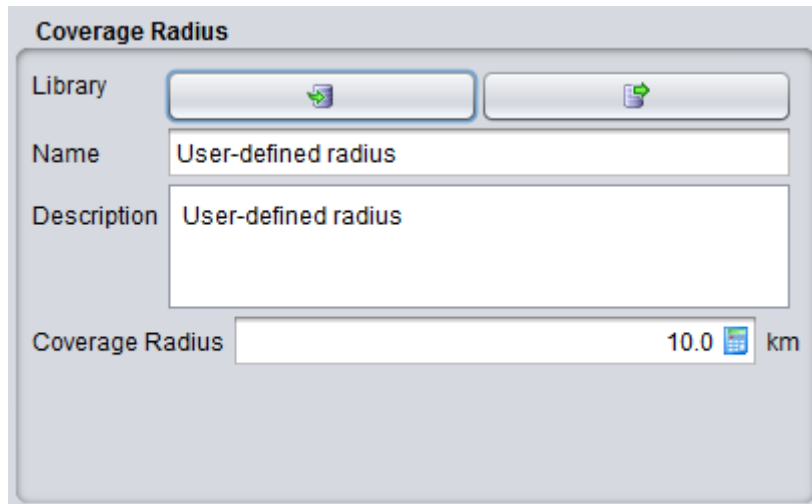 Coverage Radius
Library
Name User-defined radius
Description User-defined radius
Coverage Radius 10.0 km